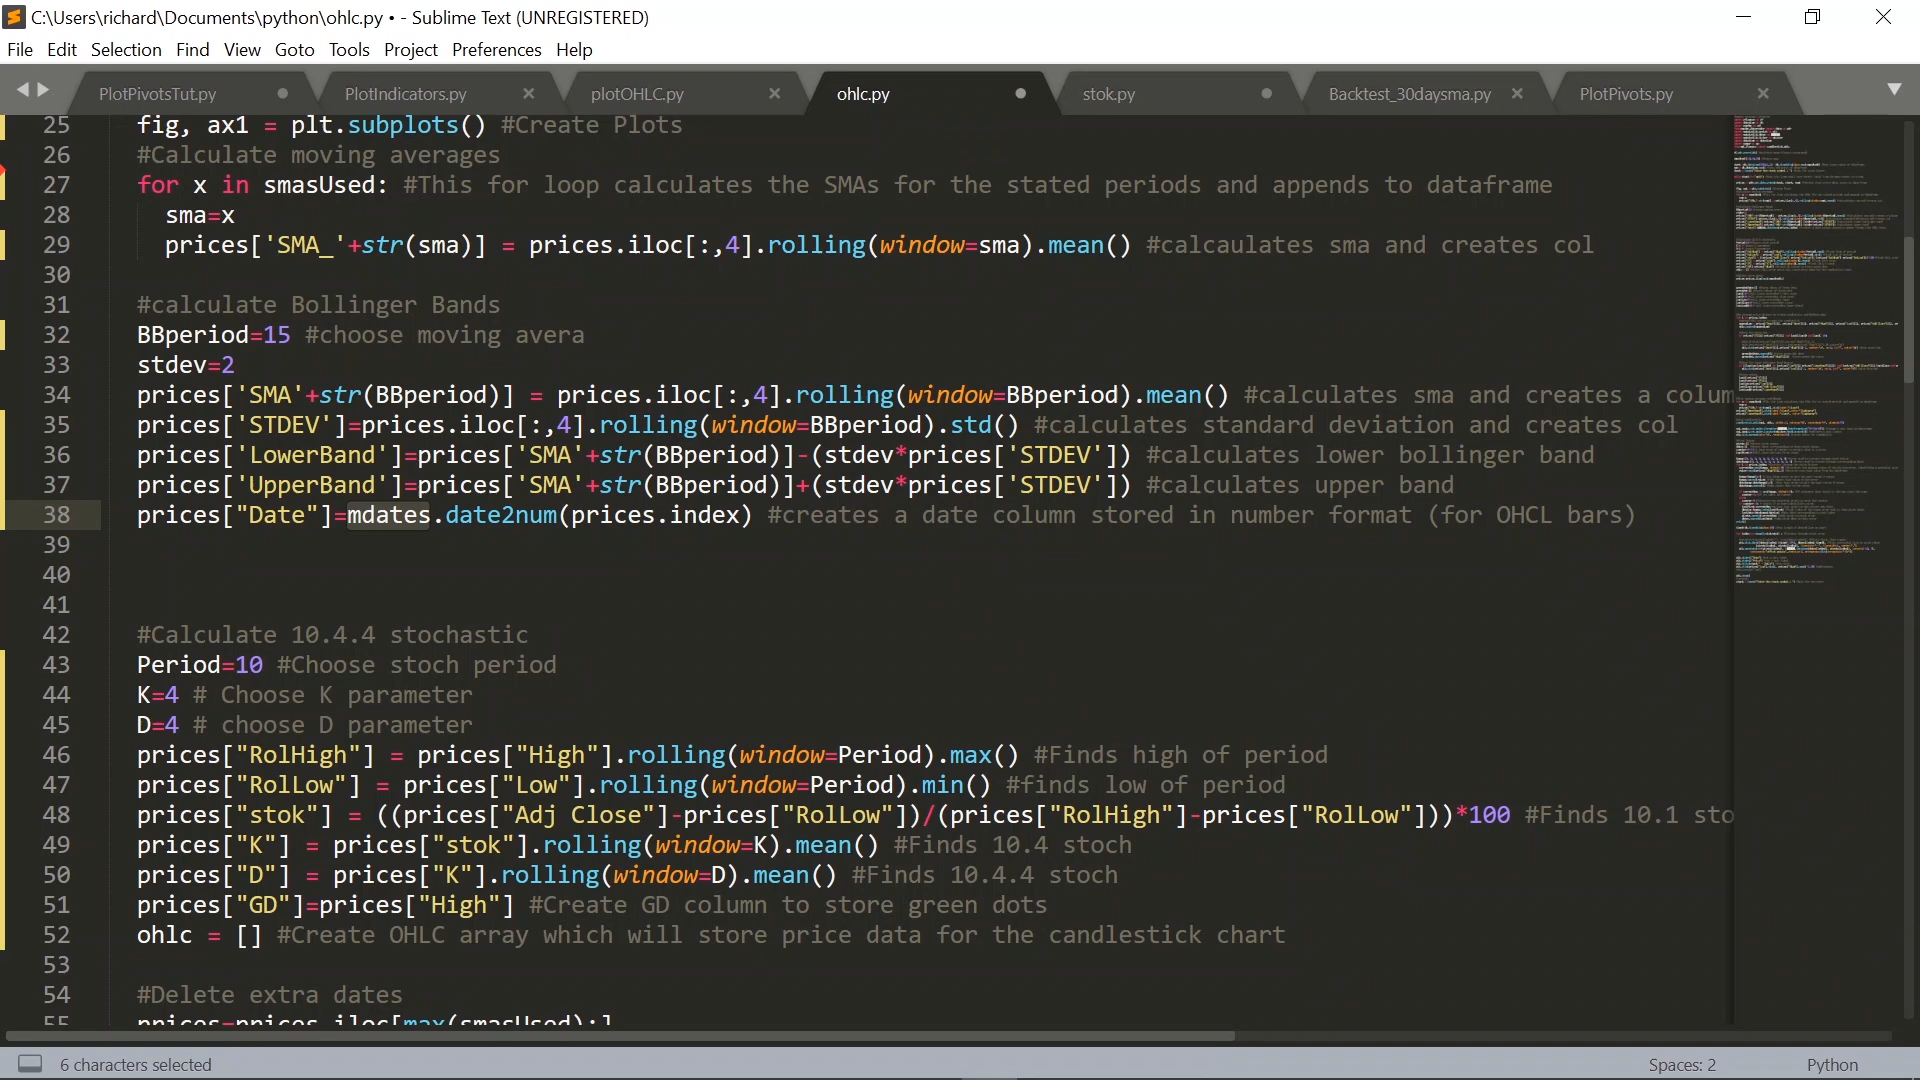 C:\Users\richard\Documents\python\ohlc.py • - Sublime Text (UNREGISTERED)
File Edit Selection Find View Goto Tools Project Preferences Help
PlotPivotsTut.py PlotIndicators.py plotOHLC.py ohlc.py stok.py Backtest_30daysma.py PlotPivots.py
25 fig, ax1 = plt.subplots() #Create Plots
26 #Calculate moving averages
27 for x in smasUsed: #This for loop calculates the SMAs for the stated periods and appends to dataframe
28 sma=x
29 prices['SMA_'+str(sma)] = prices.iloc[:,4].rolling(window=sma).mean() #calcaulates sma and creates col
30
31 #calculate Bollinger Bands
32 BBperiod=15 #choose moving avera
33 stdev=2
34 prices['SMA'+str(BBperiod)] = prices.iloc[:,4].rolling(window=BBperiod).mean() #calculates sma and creates a colum
35 prices['STDEV']=prices.iloc[:,4].rolling(window=BBperiod).std() #calculates standard deviation and creates col
36 prices['LowerBand']=prices['SMA'+str(BBperiod)]-(stdev*prices['STDEV']) #calculates lower bollinger band
37 prices['UpperBand']=prices['SMA'+str(BBperiod)]+(stdev*prices['STDEV']) #calculates upper band
38 prices["Date"]=mdates.date2num(prices.index) #creates a date column stored in number format (for OHCL bars)
39
40
41
42 #Calculate 10.4.4 stochastic
43 Period=10 #Choose stoch period
44 K=4 # Choose K parameter
45 D=4 # choose D parameter
46 prices["RolHigh"] = prices["High"].rolling(window=Period).max() #Finds high of period
47 prices["RolLow"] = prices["Low"].rolling(window=Period).min() #finds low of period
48 prices["stok"] = ((prices["Adj Close"]-prices["RolLow"])/(prices["RolHigh"]-prices["RolLow"]))*100 #Finds 10.1 sto
49 prices["K"] = prices["stok"].rolling(window=K).mean() #Finds 10.4 stoch
50 prices["D"] = prices["K"].rolling(window=D).mean() #Finds 10.4.4 stoch
51 prices["GD"]=prices["High"] #Create GD column to store green dots
52 ohlc = [] #Create OHLC array which will store price data for the candlestick chart
53
54 #Delete extra dates
55 prices=prices.iloc[max(smasUsed):]
6 characters selected
Spaces: 2 Python